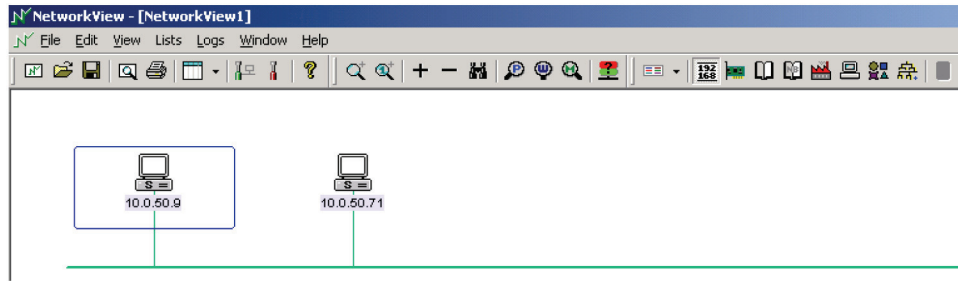 NetworkView - [NetworkView1]
File Edit View Lists Logs Window Help
192
168
S S
10.0.50.9 10.0.50.71